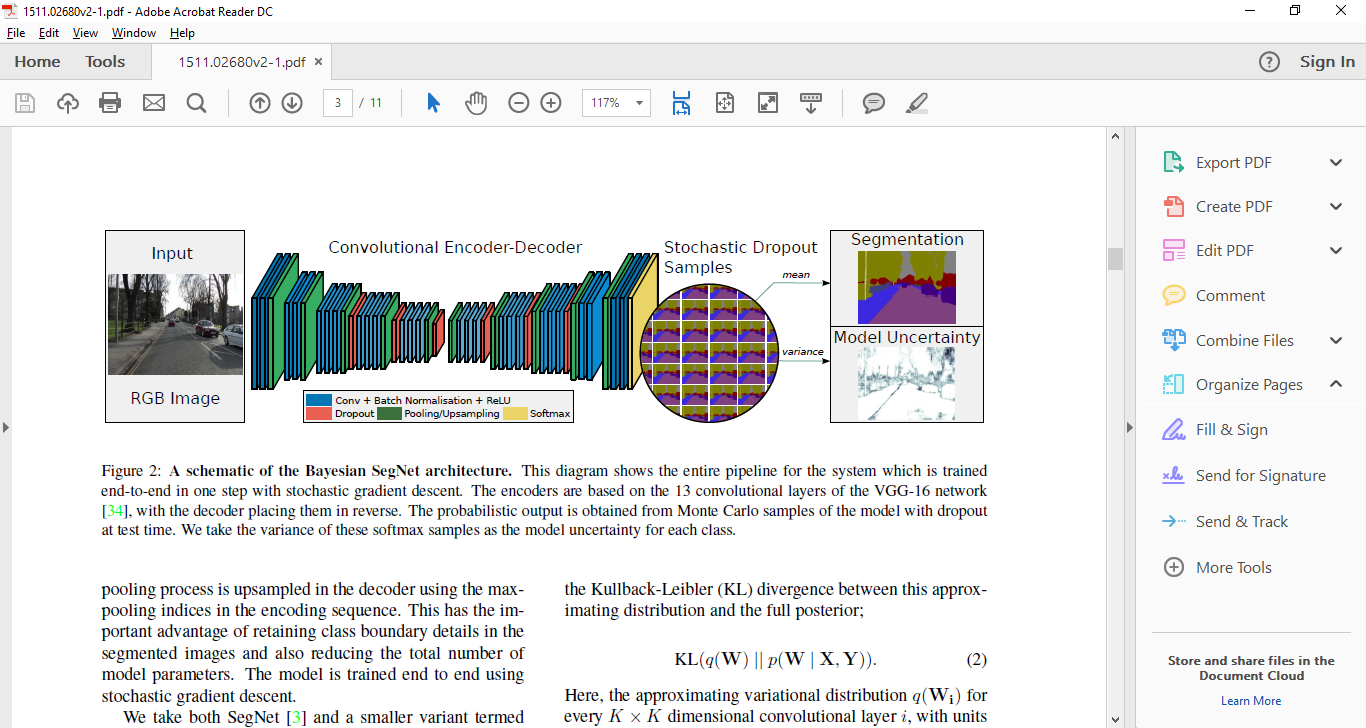 1511.02680v2-1.pdf - Adobe Acrobat Reader DC
File Edit View Window Help
Home Tools 1511.02680v2-1.pdf × Sign In
3 / 11 117%
Input
RGB Image
Convolutional Encoder-Decoder
Stochastic Dropout
Samples
mean
variance
Segmentation
Model Uncertainty
Conv + Batch Normalisation + ReLU
Dropout Pooling/Upsampling Softmax
Figure 2: A schematic of the Bayesian SegNet architecture. This diagram shows the entire pipeline for the system which is trained
end-to-end in one step with stochastic gradient descent. The encoders are based on the 13 convolutional layers of the VGG-16 network
[34], with the decoder placing them in reverse. The probabilistic output is obtained from Monte Carlo samples of the model with dropout
at test time. We take the variance of these softmax samples as the model uncertainty for each class.
pooling process is upsampled in the decoder using the max-
pooling indices in the encoding sequence. This has the im-
portant advantage of retaining class boundary details in the
segmented images and also reducing the total number of
model parameters. The model is trained end to end using
stochastic gradient descent.
We take both SegNet [3] and a smaller variant termed
the Kullback-Leibler (KL) divergence between this approx-
imating distribution and the full posterior;
KL(q(W) || p(W | X, Y)). (2)
Here, the approximating variational distribution q(Wᵢ) for
every K × K dimensional convolutional layer i, with units
Export PDF
Create PDF
Edit PDF
Comment
Combine Files
Organize Pages
Fill & Sign
Send for Signature
Send & Track
More Tools
Store and share files in the
Document Cloud
Learn More